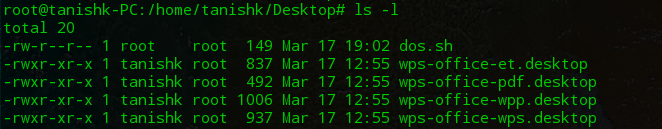 root@tanishk-PC:/home/tanishk/Desktop# ls -l
total 20
-rw-r--r-- 1 root    root  149 Mar 17 19:02 dos.sh
-rwxr-xr-x 1 tanishk root  837 Mar 17 12:55 wps-office-et.desktop
-rwxr-xr-x 1 tanishk root  492 Mar 17 12:55 wps-office-pdf.desktop
-rwxr-xr-x 1 tanishk root 1006 Mar 17 12:55 wps-office-wpp.desktop
-rwxr-xr-x 1 tanishk root  937 Mar 17 12:55 wps-office-wps.desktop